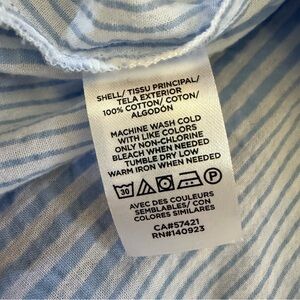 SHELL/ TISSU PRINCIPAL/
TELA EXTERIOR
100% COTTON/ COTON/
ALGODÓN
MACHINE WASH COLD
WITH LIKE COLORS
ONLY NON-CHLORINE
BLEACH WHEN NEEDED
TUMBLE DRY LOW
WARM IRON WHEN NEEDED
30
AVEC DES COULEURS
SEMBLABLES/ CON
COLORES SIMILARES
CA#57421
RN#140923